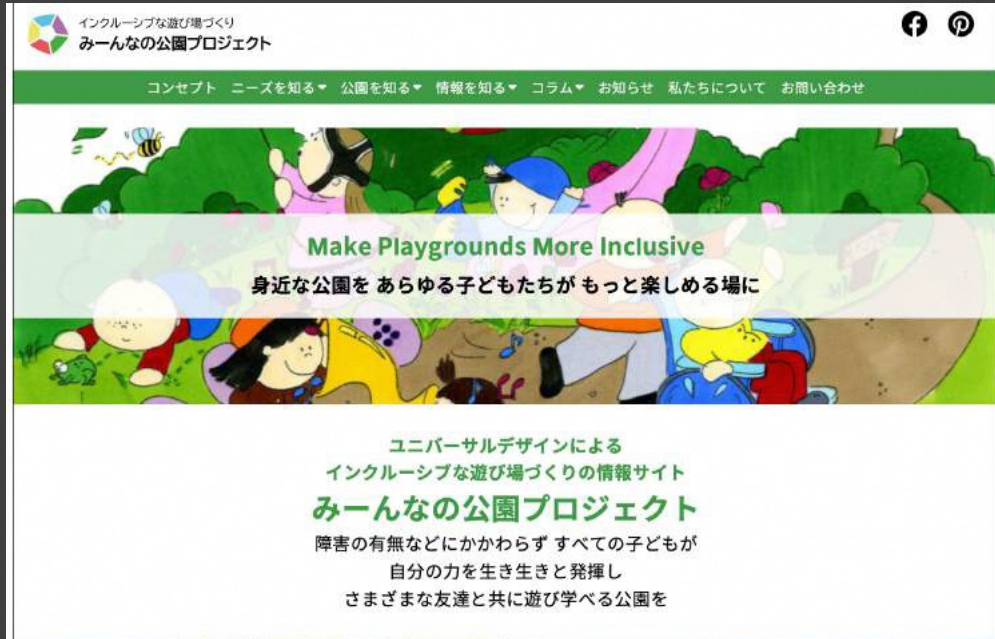 インクルーシブな遊び場づくり
みーんなの公園プロジェクト
コンセプト ニーズを知る 公園を知る 情報を知る コラム お知らせ 私たちについて お問い合わせ
Make Playgrounds More Inclusive
身近な公園を あらゆる子どもたちが もっと楽しめる場に
ユニバーサルデザインによる
インクルーシブな遊び場づくりの情報サイト
みーんなの公園プロジェクト
障害の有無などにかかわらず すべての子どもが
自分の力を生き生きと発揮し
さまざまな友達と共に遊び学べる公園を